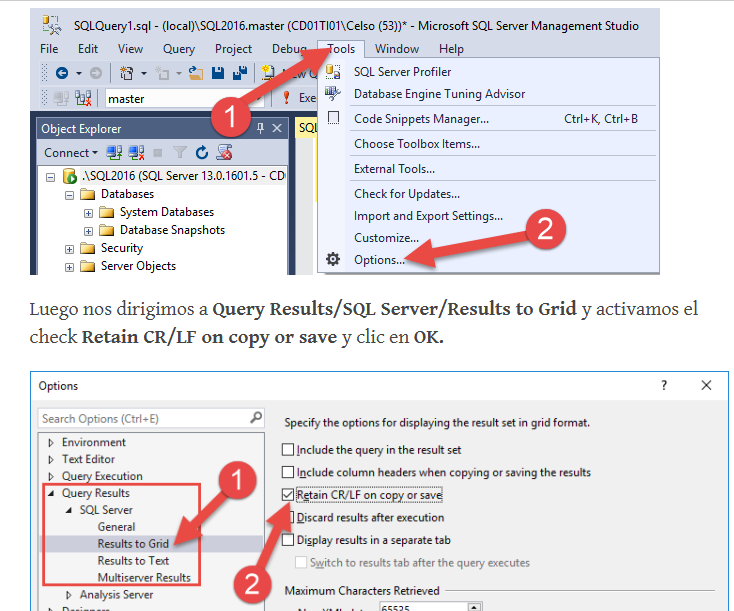 SQLQuery1.sql - (local)\SQL2016.master (CD01TI01\Celso (53))* - Microsoft SQL Server Management Studio
File Edit View Query Project Debug Tools Window Help
SQL Server Profiler
Database Engine Tuning Advisor
master
Code Snippets Manager... Ctrl+K, Ctrl+B
1
Object Explorer
Choose Toolbox Items...
Connect
External Tools...
.\SQL2016 (SQL Server 13.0.1601.5 - CD
Check for Updates...
Databases
System Databases
Import and Export Settings...
Database Snapshots
Customize...
2
Security
Options...
Server Objects
Luego nos dirigimos a Query Results/SQL Server/Results to Grid y activamos el
check Retain CR/LF on copy or save y clic en OK.
Options ?
Search Options (Ctrl+E)
Specify the options for displaying the result set in grid format.
Environment
Text Editor
Query Execution
Query Results
SQL Server
General
Results to Grid
Results to Text
Multiserver Results
Analysis Server
1
Include the query in the result set
Include column headers when copying or saving the results
Retain CR/LF on copy or save
Discard results after execution
Display results in a separate tab
Switch to results tab after the query executes
2
Maximum Characters Retrieved
65535